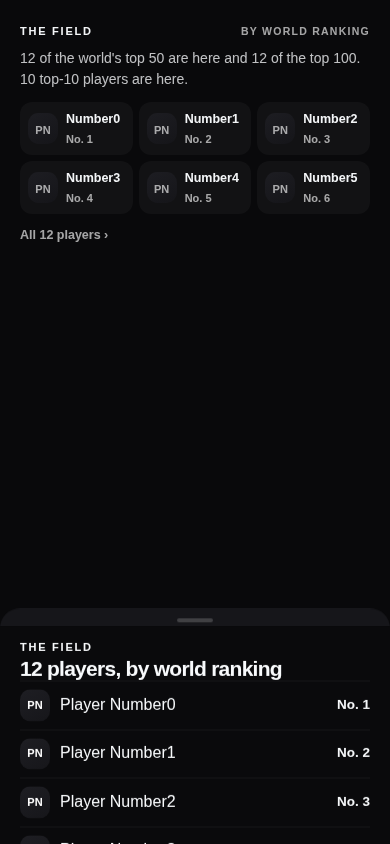 THE FIELD BY WORLD RANKING
12 of the world's top 50 are here and 12 of the top 100.
10 top-10 players are here.
PN Number0 No. 1
PN Number1 No. 2
PN Number2 No. 3
PN Number3 No. 4
PN Number4 No. 5
PN Number5 No. 6
All 12 players ›
THE FIELD
12 players, by world ranking
PN Player Number0 No. 1
PN Player Number1 No. 2
PN Player Number2 No. 3